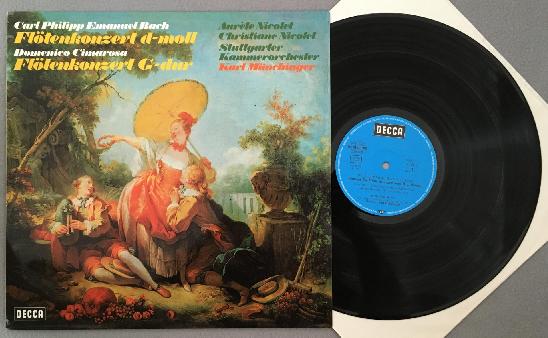 Carl Philipp Emanuel Bach
Flötenkonzert d-moll
Domenico Cimarosa
Flötenkonzert G-dur
Aurèle Nicolet
Christiane Nicolet
Stuttgarter
Kammerorchester
Karl Münchinger
DECCA
DECCA